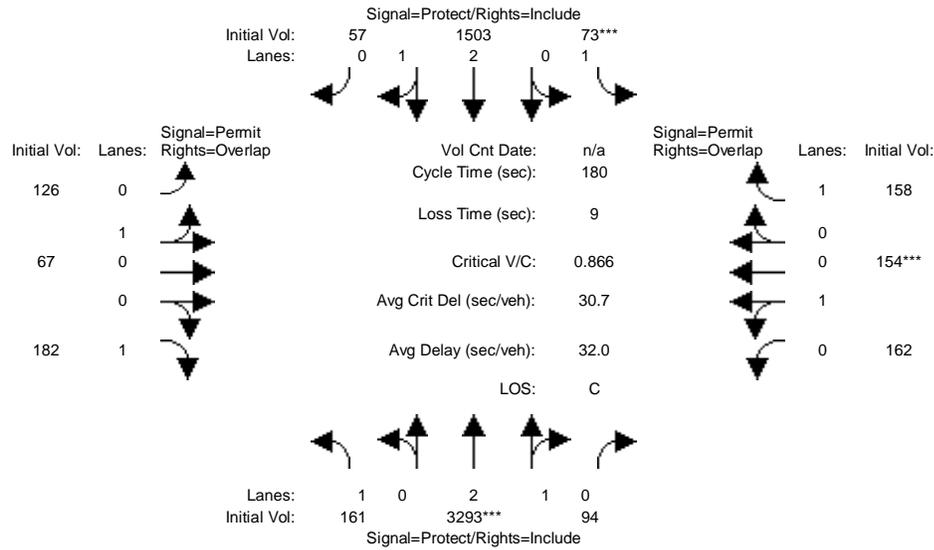 Signal=Protect/Rights=Include
Initial Vol: 57 1503 73***
Lanes: 0 1 2 0 1
Signal=Permit Signal=Permit
Initial Vol: Lanes: Rights=Overlap Vol Cnt Date: n/a Rights=Overlap Lanes: Initial Vol:
Cycle Time (sec): 180
126 0 1 158
Loss Time (sec): 9
1 0
67 0 Critical V/C: 0.866 0 154***
0 Avg Crit Del (sec/veh): 30.7 1
182 1 Avg Delay (sec/veh): 32.0 0 162
LOS: C
Lanes: 1 0 2 1 0
Initial Vol: 161 3293*** 94
Signal=Protect/Rights=Include